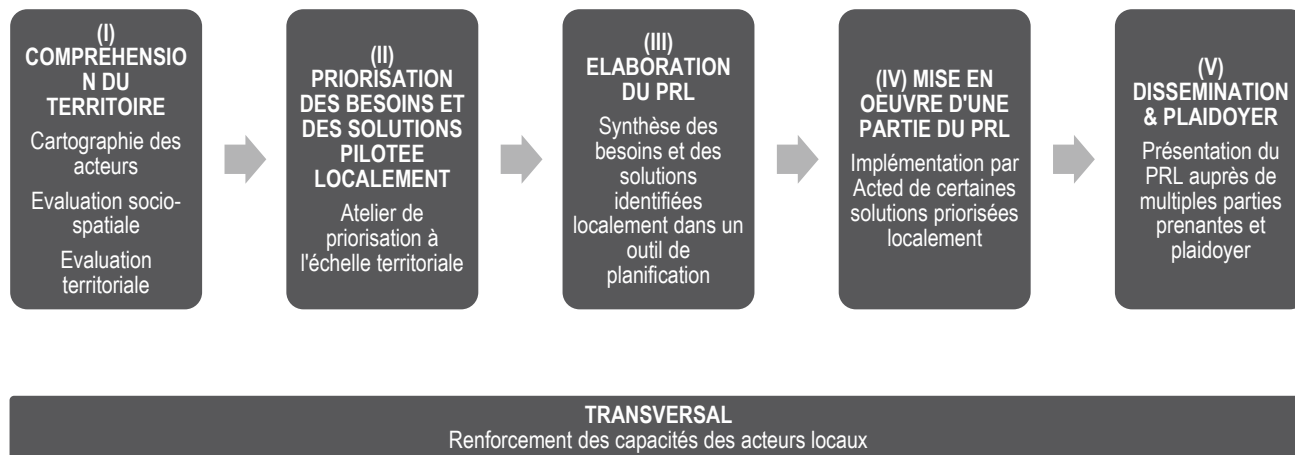 (I)
COMPREHENSIO
N DU
TERRITOIRE
Cartographie des
acteurs
Evaluation socio-
spatiale
Evaluation
territoriale
(II)
PRIORISATION
DES BESOINS ET
DES SOLUTIONS
PILOTEE
LOCALEMENT
Atelier de
priorisation à
l'échelle territoriale
(III)
ELABORATION
DU PRL
Synthèse des
besoins et des
solutions
identifiées
localement dans un
outil de
planification
(IV) MISE EN
OEUVRE D'UNE
PARTIE DU PRL
Implémentation par
Acted de certaines
solutions priorisées
localement
(V)
DISSEMINATION
& PLAIDOYER
Présentation du
PRL auprès de
multiples parties
prenantes et
plaidoyer
TRANSVERSAL
Renforcement des capacités des acteurs locaux